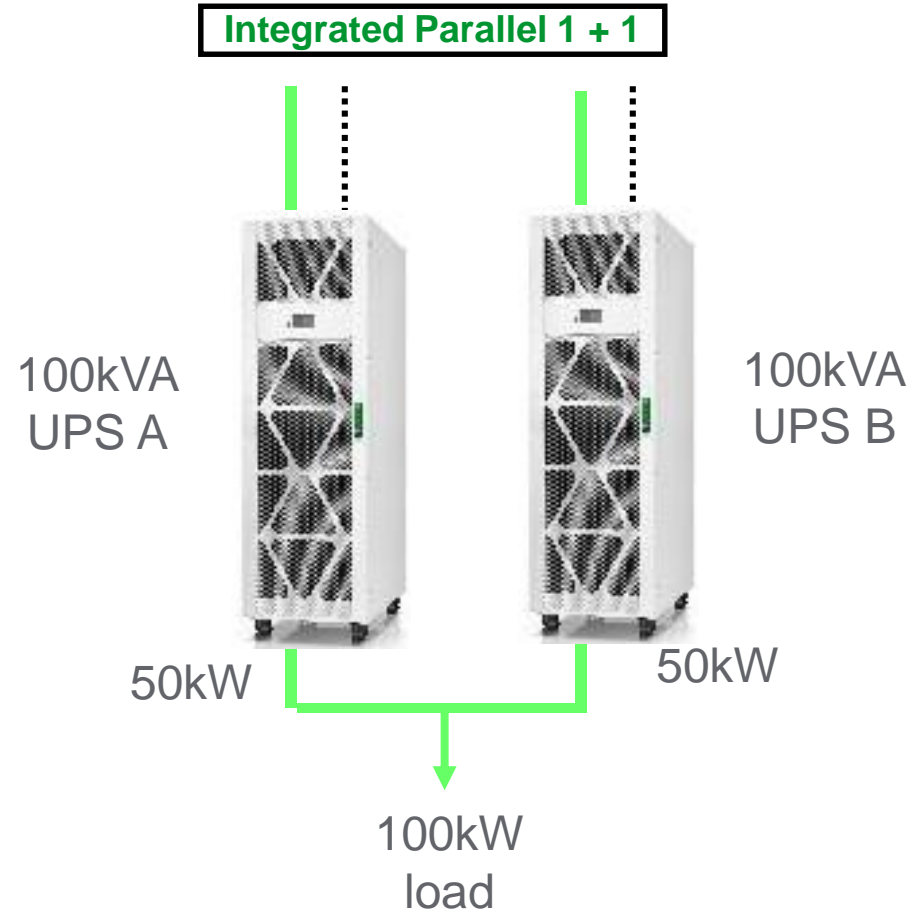 Integrated Parallel 1 + 1
100kVA
UPS A
100kVA
UPS B
50kW
50kW
100kW
load